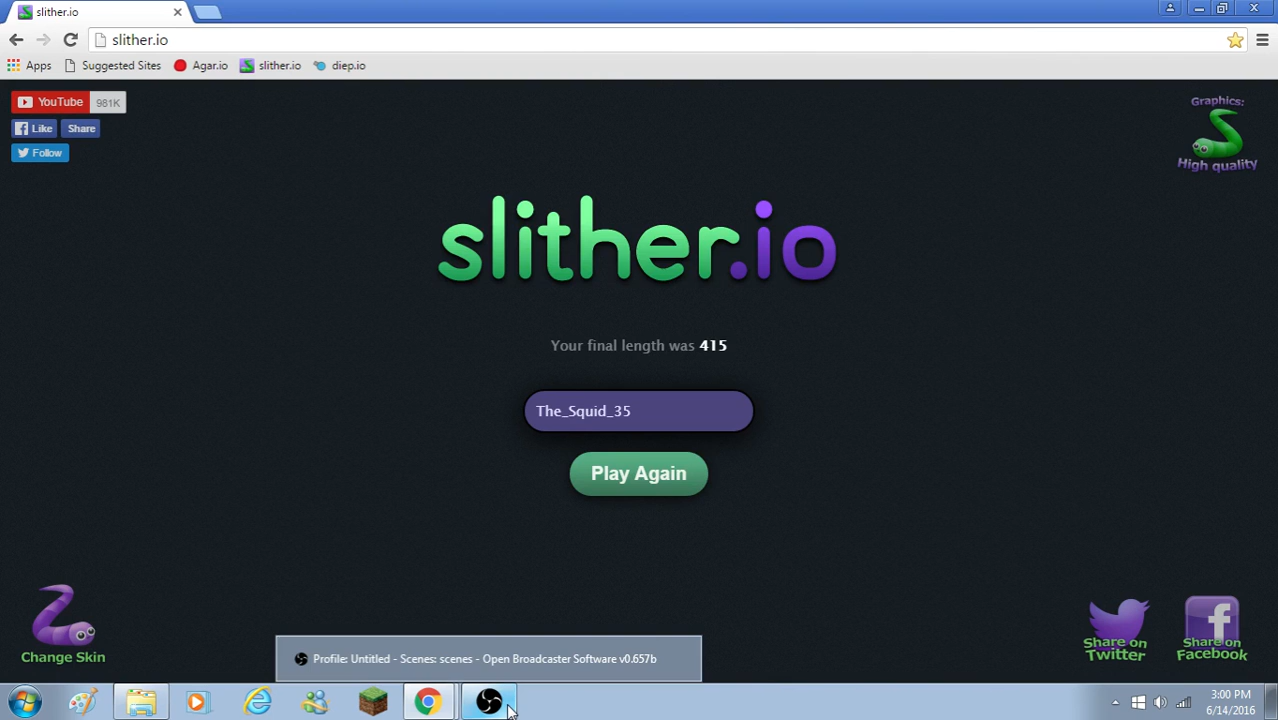 slither.io
slither.io
Apps Suggested Sites Agar.io slither.io diep.io
YouTube 981K
Like Share
Follow
Graphics:
High quality
slither.io
Your final length was 415
The_Squid_35
Play Again
Change Skin
Share on
Twitter
Share on
Facebook
Profile: Untitled - Scenes: scenes - Open Broadcaster Software v0.657b
3:00 PM
6/14/2016